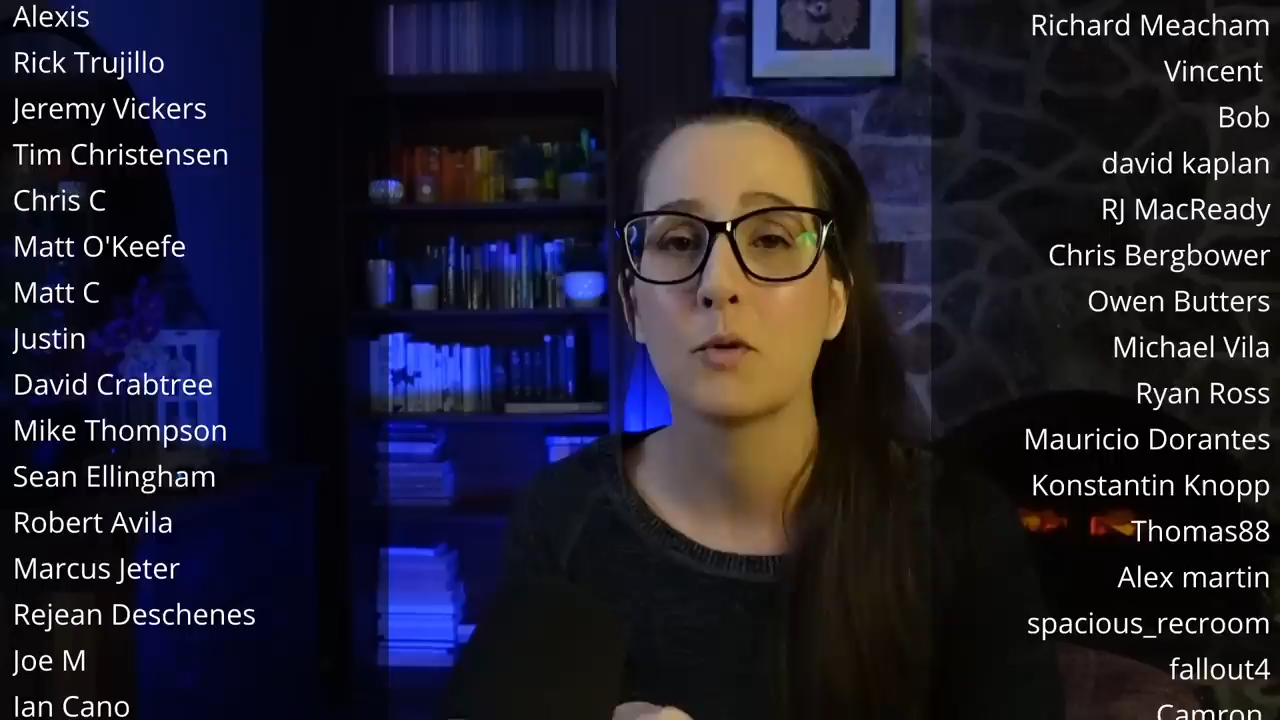 Alexis
Rick Trujillo
Jeremy Vickers
Tim Christensen
Chris C
Matt O'Keefe
Matt C
Justin
David Crabtree
Mike Thompson
Sean Ellingham
Robert Avila
Marcus Jeter
Rejean Deschenes
Joe M
Ian Cano
Richard Meacham
Vincent
Bob
david kaplan
RJ MacReady
Chris Bergbower
Owen Butters
Michael Vila
Ryan Ross
Mauricio Dorantes
Konstantin Knopp
Thomas88
Alex martin
spacious_recroom
fallout4
Camron